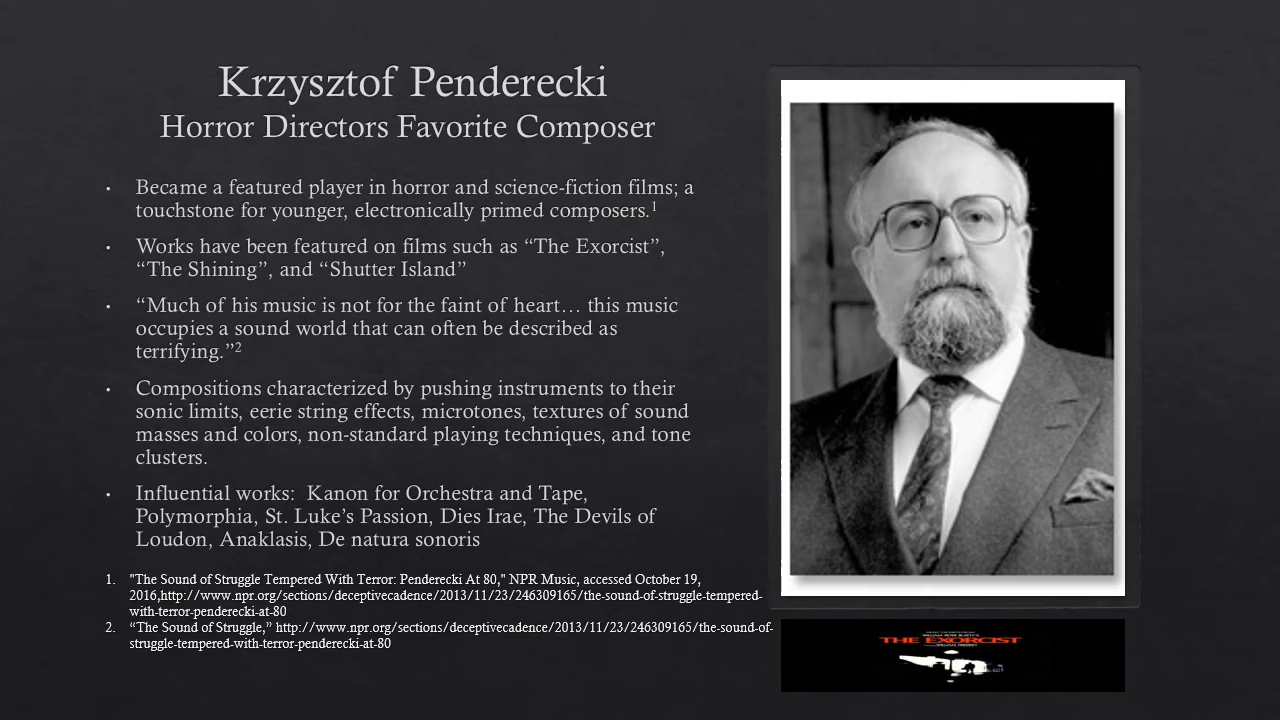 Krzysztof Penderecki
Horror Directors Favorite Composer
• Became a featured player in horror and science-fiction films; a
touchstone for younger, electronically primed composers.1
• Works have been featured on films such as “The Exorcist”,
“The Shining”, and “Shutter Island”
• “Much of his music is not for the faint of heart… this music
occupies a sound world that can often be described as
terrifying.”2
• Compositions characterized by pushing instruments to their
sonic limits, eerie string effects, microtones, textures of sound
masses and colors, non-standard playing techniques, and tone
clusters.
• Influential works:  Kanon for Orchestra and Tape,
Polymorphia, St. Luke’s Passion, Dies Irae, The Devils of
Loudon, Anaklasis, De natura sonoris
1. "The Sound of Struggle Tempered With Terror: Penderecki At 80," NPR Music, accessed October 19,
2016,http://www.npr.org/sections/deceptivecadence/2013/11/23/246309165/the-sound-of-struggle-tempered-
with-terror-penderecki-at-80
2. “The Sound of Struggle,” http://www.npr.org/sections/deceptivecadence/2013/11/23/246309165/the-sound-of-
struggle-tempered-with-terror-penderecki-at-80
WILLIAM PETER BLATTY'S
THE EXORCIST